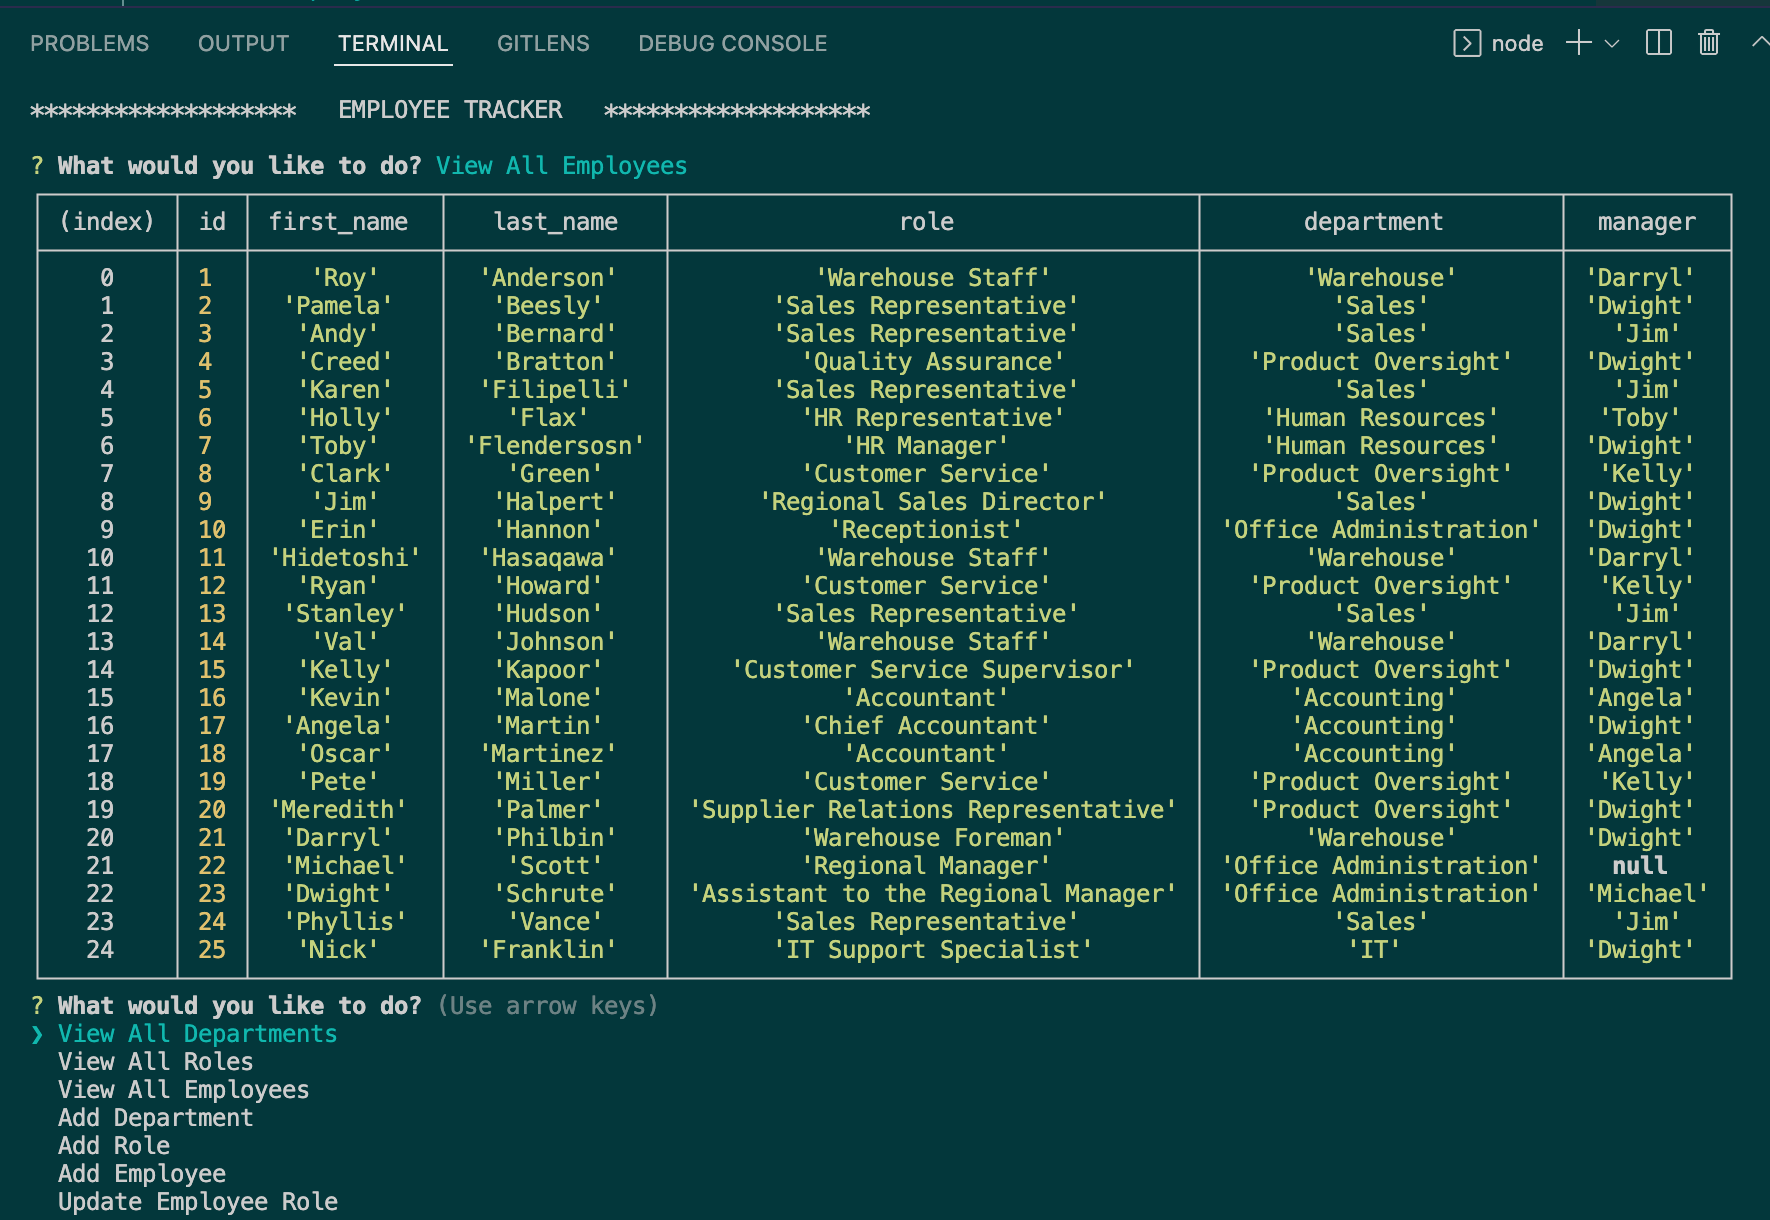 PROBLEMS OUTPUT TERMINAL GITLENS DEBUG CONSOLE node
******************* EMPLOYEE TRACKER *******************
? What would you like to do? View All Employees
(index) id first_name last_name role department manager
0 1 'Roy' 'Anderson' 'Warehouse Staff' 'Warehouse' 'Darryl'
1 2 'Pamela' 'Beesly' 'Sales Representative' 'Sales' 'Dwight'
2 3 'Andy' 'Bernard' 'Sales Representative' 'Sales' 'Jim'
3 4 'Creed' 'Bratton' 'Quality Assurance' 'Product Oversight' 'Dwight'
4 5 'Karen' 'Filipelli' 'Sales Representative' 'Sales' 'Jim'
5 6 'Holly' 'Flax' 'HR Representative' 'Human Resources' 'Toby'
6 7 'Toby' 'Flendersosn' 'HR Manager' 'Human Resources' 'Dwight'
7 8 'Clark' 'Green' 'Customer Service' 'Product Oversight' 'Kelly'
8 9 'Jim' 'Halpert' 'Regional Sales Director' 'Sales' 'Dwight'
9 10 'Erin' 'Hannon' 'Receptionist' 'Office Administration' 'Dwight'
10 11 'Hidetoshi' 'Hasaqawa' 'Warehouse Staff' 'Warehouse' 'Darryl'
11 12 'Ryan' 'Howard' 'Customer Service' 'Product Oversight' 'Kelly'
12 13 'Stanley' 'Hudson' 'Sales Representative' 'Sales' 'Jim'
13 14 'Val' 'Johnson' 'Warehouse Staff' 'Warehouse' 'Darryl'
14 15 'Kelly' 'Kapoor' 'Customer Service Supervisor' 'Product Oversight' 'Dwight'
15 16 'Kevin' 'Malone' 'Accountant' 'Accounting' 'Angela'
16 17 'Angela' 'Martin' 'Chief Accountant' 'Accounting' 'Dwight'
17 18 'Oscar' 'Martinez' 'Accountant' 'Accounting' 'Angela'
18 19 'Pete' 'Miller' 'Customer Service' 'Product Oversight' 'Kelly'
19 20 'Meredith' 'Palmer' 'Supplier Relations Representative' 'Product Oversight' 'Dwight'
20 21 'Darryl' 'Philbin' 'Warehouse Foreman' 'Warehouse' 'Dwight'
21 22 'Michael' 'Scott' 'Regional Manager' 'Office Administration' null
22 23 'Dwight' 'Schrute' 'Assistant to the Regional Manager' 'Office Administration' 'Michael'
23 24 'Phyllis' 'Vance' 'Sales Representative' 'Sales' 'Jim'
24 25 'Nick' 'Franklin' 'IT Support Specialist' 'IT' 'Dwight'
? What would you like to do? (Use arrow keys)
❯ View All Departments
View All Roles
View All Employees
Add Department
Add Role
Add Employee
Update Employee Role